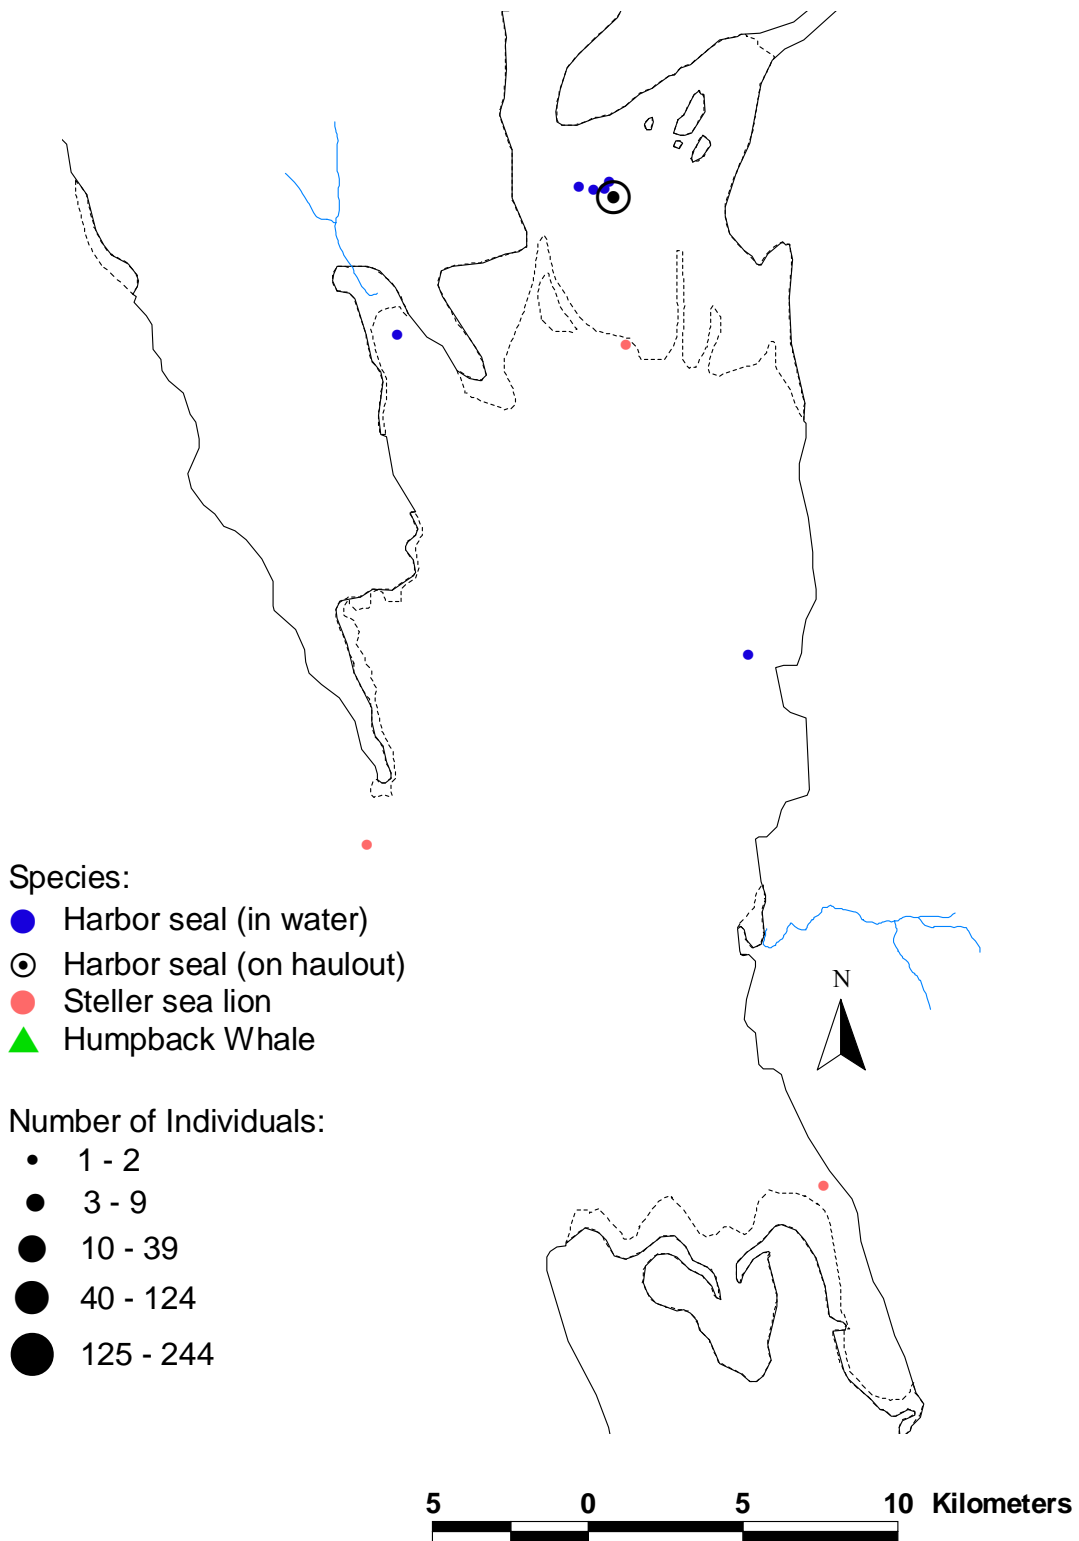 Species:
Harbor seal (in water)
Harbor seal (on haulout)
Steller sea lion
Humpback Whale
N
Number of Individuals:
1 - 2
3 - 9
10 - 39
40 - 124
125 - 244
5 0 5 10 Kilometers